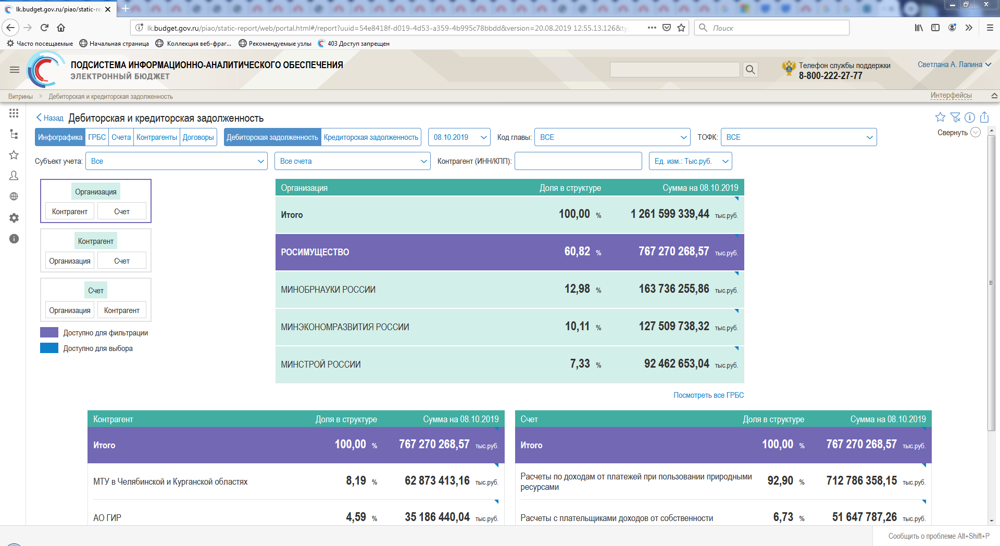 lk.budget.gov.ru/piao/static-re
lk.budget.gov.ru/piao/static-report/web/portal.html#/report?uuid=54e8418f-d019-4d53-a359-4b995c78bbdd&version=20.08.2019 12.55.13.126&ty
Поиск
Часто посещаемые Начальная страница Коллекция веб-фраг... Рекомендуемые узлы 403 Доступ запрещен
ПОДСИСТЕМА ИНФОРМАЦИОННО-АНАЛИТИЧЕСКОГО ОБЕСПЕЧЕНИЯ
ЭЛЕКТРОННЫЙ БЮДЖЕТ
Телефон службы поддержки
8-800-222-27-77
Светлана А. Лапина
Витрины > Дебиторская и кредиторская задолженность
Интерфейсы
Назад Дебиторская и кредиторская задолженность
Свернуть
Инфографика ГРБС Счета Контрагенты Договоры Дебиторская задолженность Кредиторская задолженность 08.10.2019 Код главы: ВСЕ ТОФК: ВСЕ
Субъект учета: Все Все счета Контрагент (ИНН/КПП): Ед. изм.: Тыс.руб.
Организация
Контрагент Счет
Контрагент
Организация Счет
Счет
Организация Контрагент
Доступно для фильтрации
Доступно для выбора
Организация Доля в структуре Сумма на 08.10.2019
Итого 100,00 % 1 261 599 339,44 тыс.руб.
РОСИМУЩЕСТВО 60,82 % 767 270 268,57 тыс.руб.
МИНОБРНАУКИ РОССИИ 12,98 % 163 736 255,86 тыс.руб.
МИНЭКОНОМРАЗВИТИЯ РОССИИ 10,11 % 127 509 738,32 тыс.руб.
МИНСТРОЙ РОССИИ 7,33 % 92 462 653,04 тыс.руб.
Посмотреть все ГРБС
Контрагент Доля в структуре Сумма на 08.10.2019
Итого 100,00 % 767 270 268,57 тыс.руб.
МТУ в Челябинской и Курганской областях 8,19 % 62 873 413,16 тыс.руб.
АО ГИР 4,59 % 35 186 440,04 тыс.руб.
Счет Доля в структуре Сумма на 08.10.2019
Итого 100,00 % 767 270 268,57 тыс.руб.
Расчеты по доходам от платежей при пользовании природными
ресурсами 92,90 % 712 786 358,15 тыс.руб.
Расчеты с плательщиками доходов от собственности 6,73 % 51 647 787,26 тыс.руб.
Сообщить о проблеме Alt+Shift+P